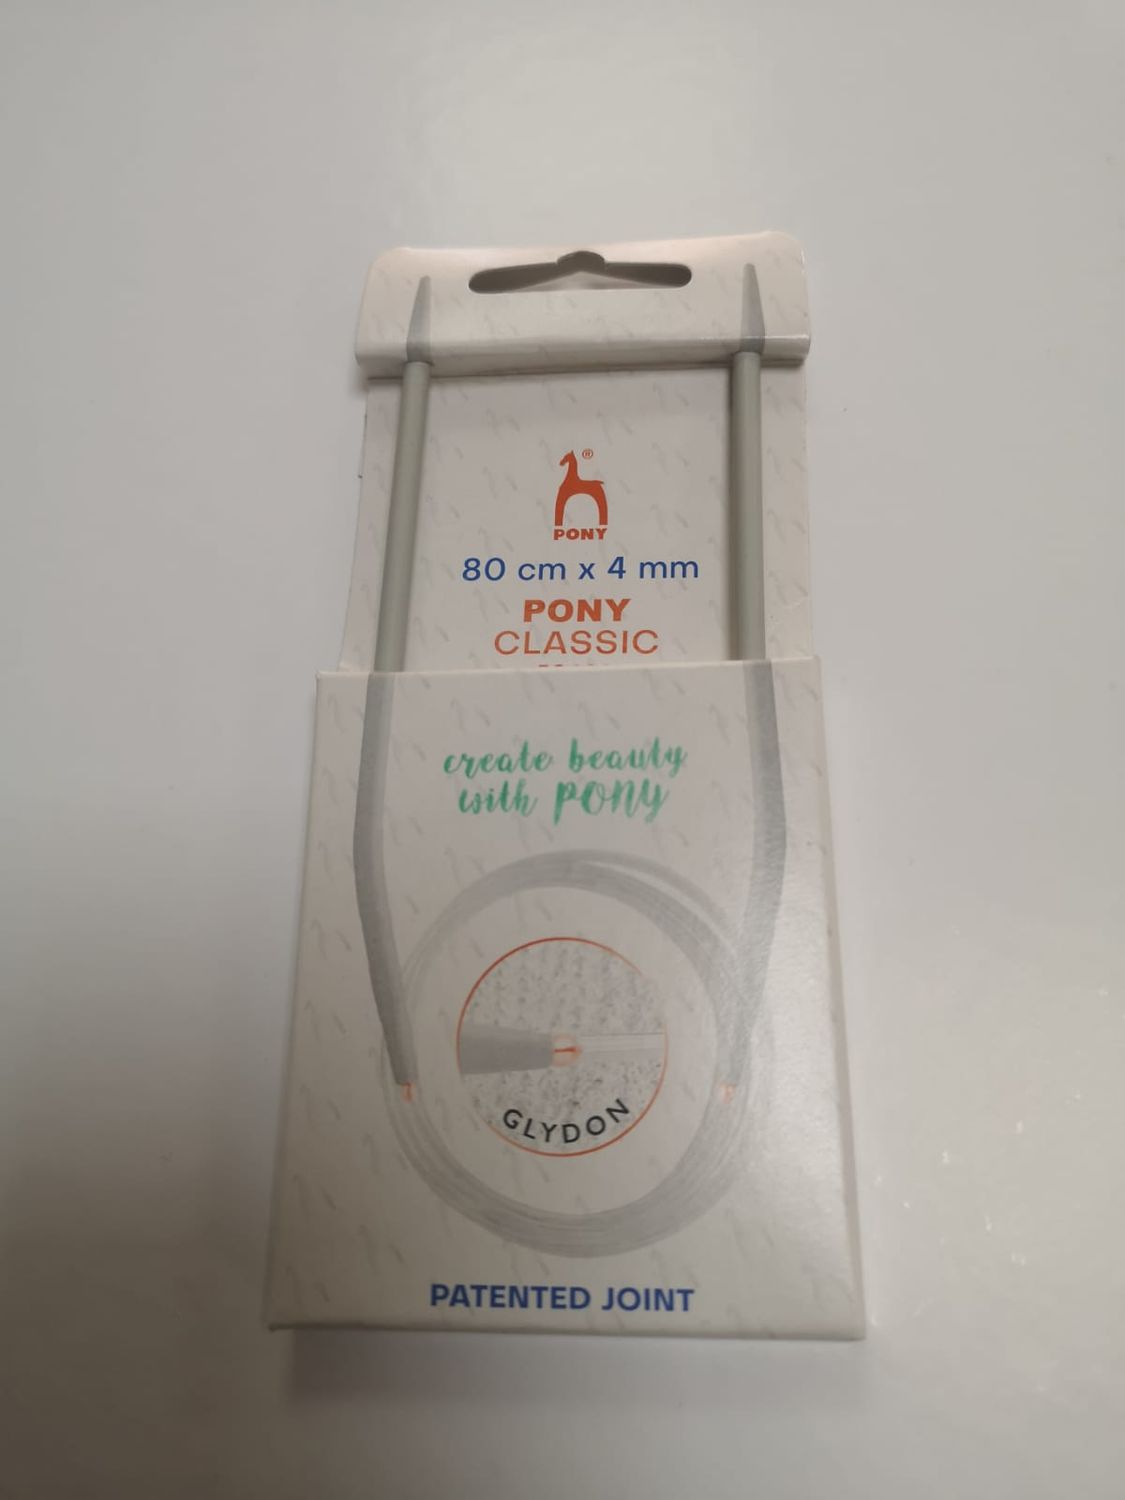 ®
PONY
80 cm x 4 mm
PONY
CLASSIC
create beauty
with PONY
GLYDON
PATENTED JOINT